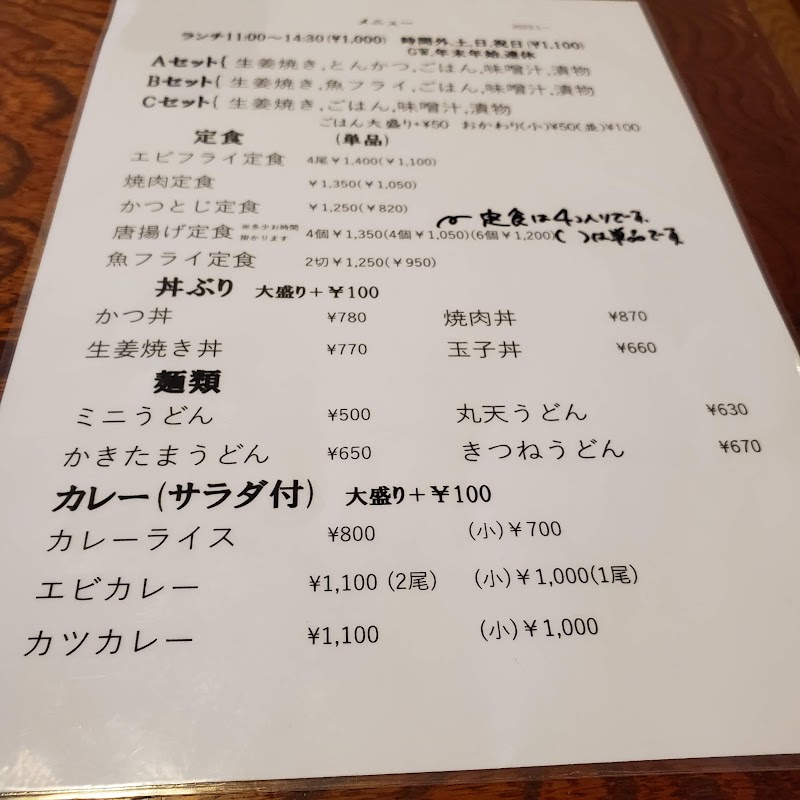 メニュー
ランチ11:00～14:30(¥1,000) 時間外,土,日,祝日(¥1,100)
GW,年末年始,連休
Aセット{ 生姜焼き,とんかつ,ごはん,味噌汁,漬物
Bセット{ 生姜焼き,魚フライ,ごはん,味噌汁,漬物
Cセット{ 生姜焼き,ごはん,味噌汁,漬物
ごはん大盛り+¥50 おかわり(小)¥50(並)¥100
定食 (単品)
エビフライ定食 4尾¥1,400(¥1,100)
焼肉定食 ¥1,350(¥1,050)
かつとじ定食 ¥1,250(¥820)
定食は4コ入りです。
唐揚げ定食 ※多少お時間掛かります 4個¥1,350(4個¥1,050)(6個¥1,200) ( )は単品です
魚フライ定食 2切¥1,250(¥950)
丼ぶり 大盛り+¥100
かつ丼 ¥780 焼肉丼 ¥870
生姜焼き丼 ¥770 玉子丼 ¥660
麺類
ミニうどん ¥500 丸天うどん ¥630
かきたまうどん ¥650 きつねうどん ¥670
カレー(サラダ付) 大盛り+¥100
カレーライス ¥800 (小)¥700
エビカレー ¥1,100 (2尾) (小)¥1,000(1尾)
カツカレー ¥1,100 (小)¥1,000